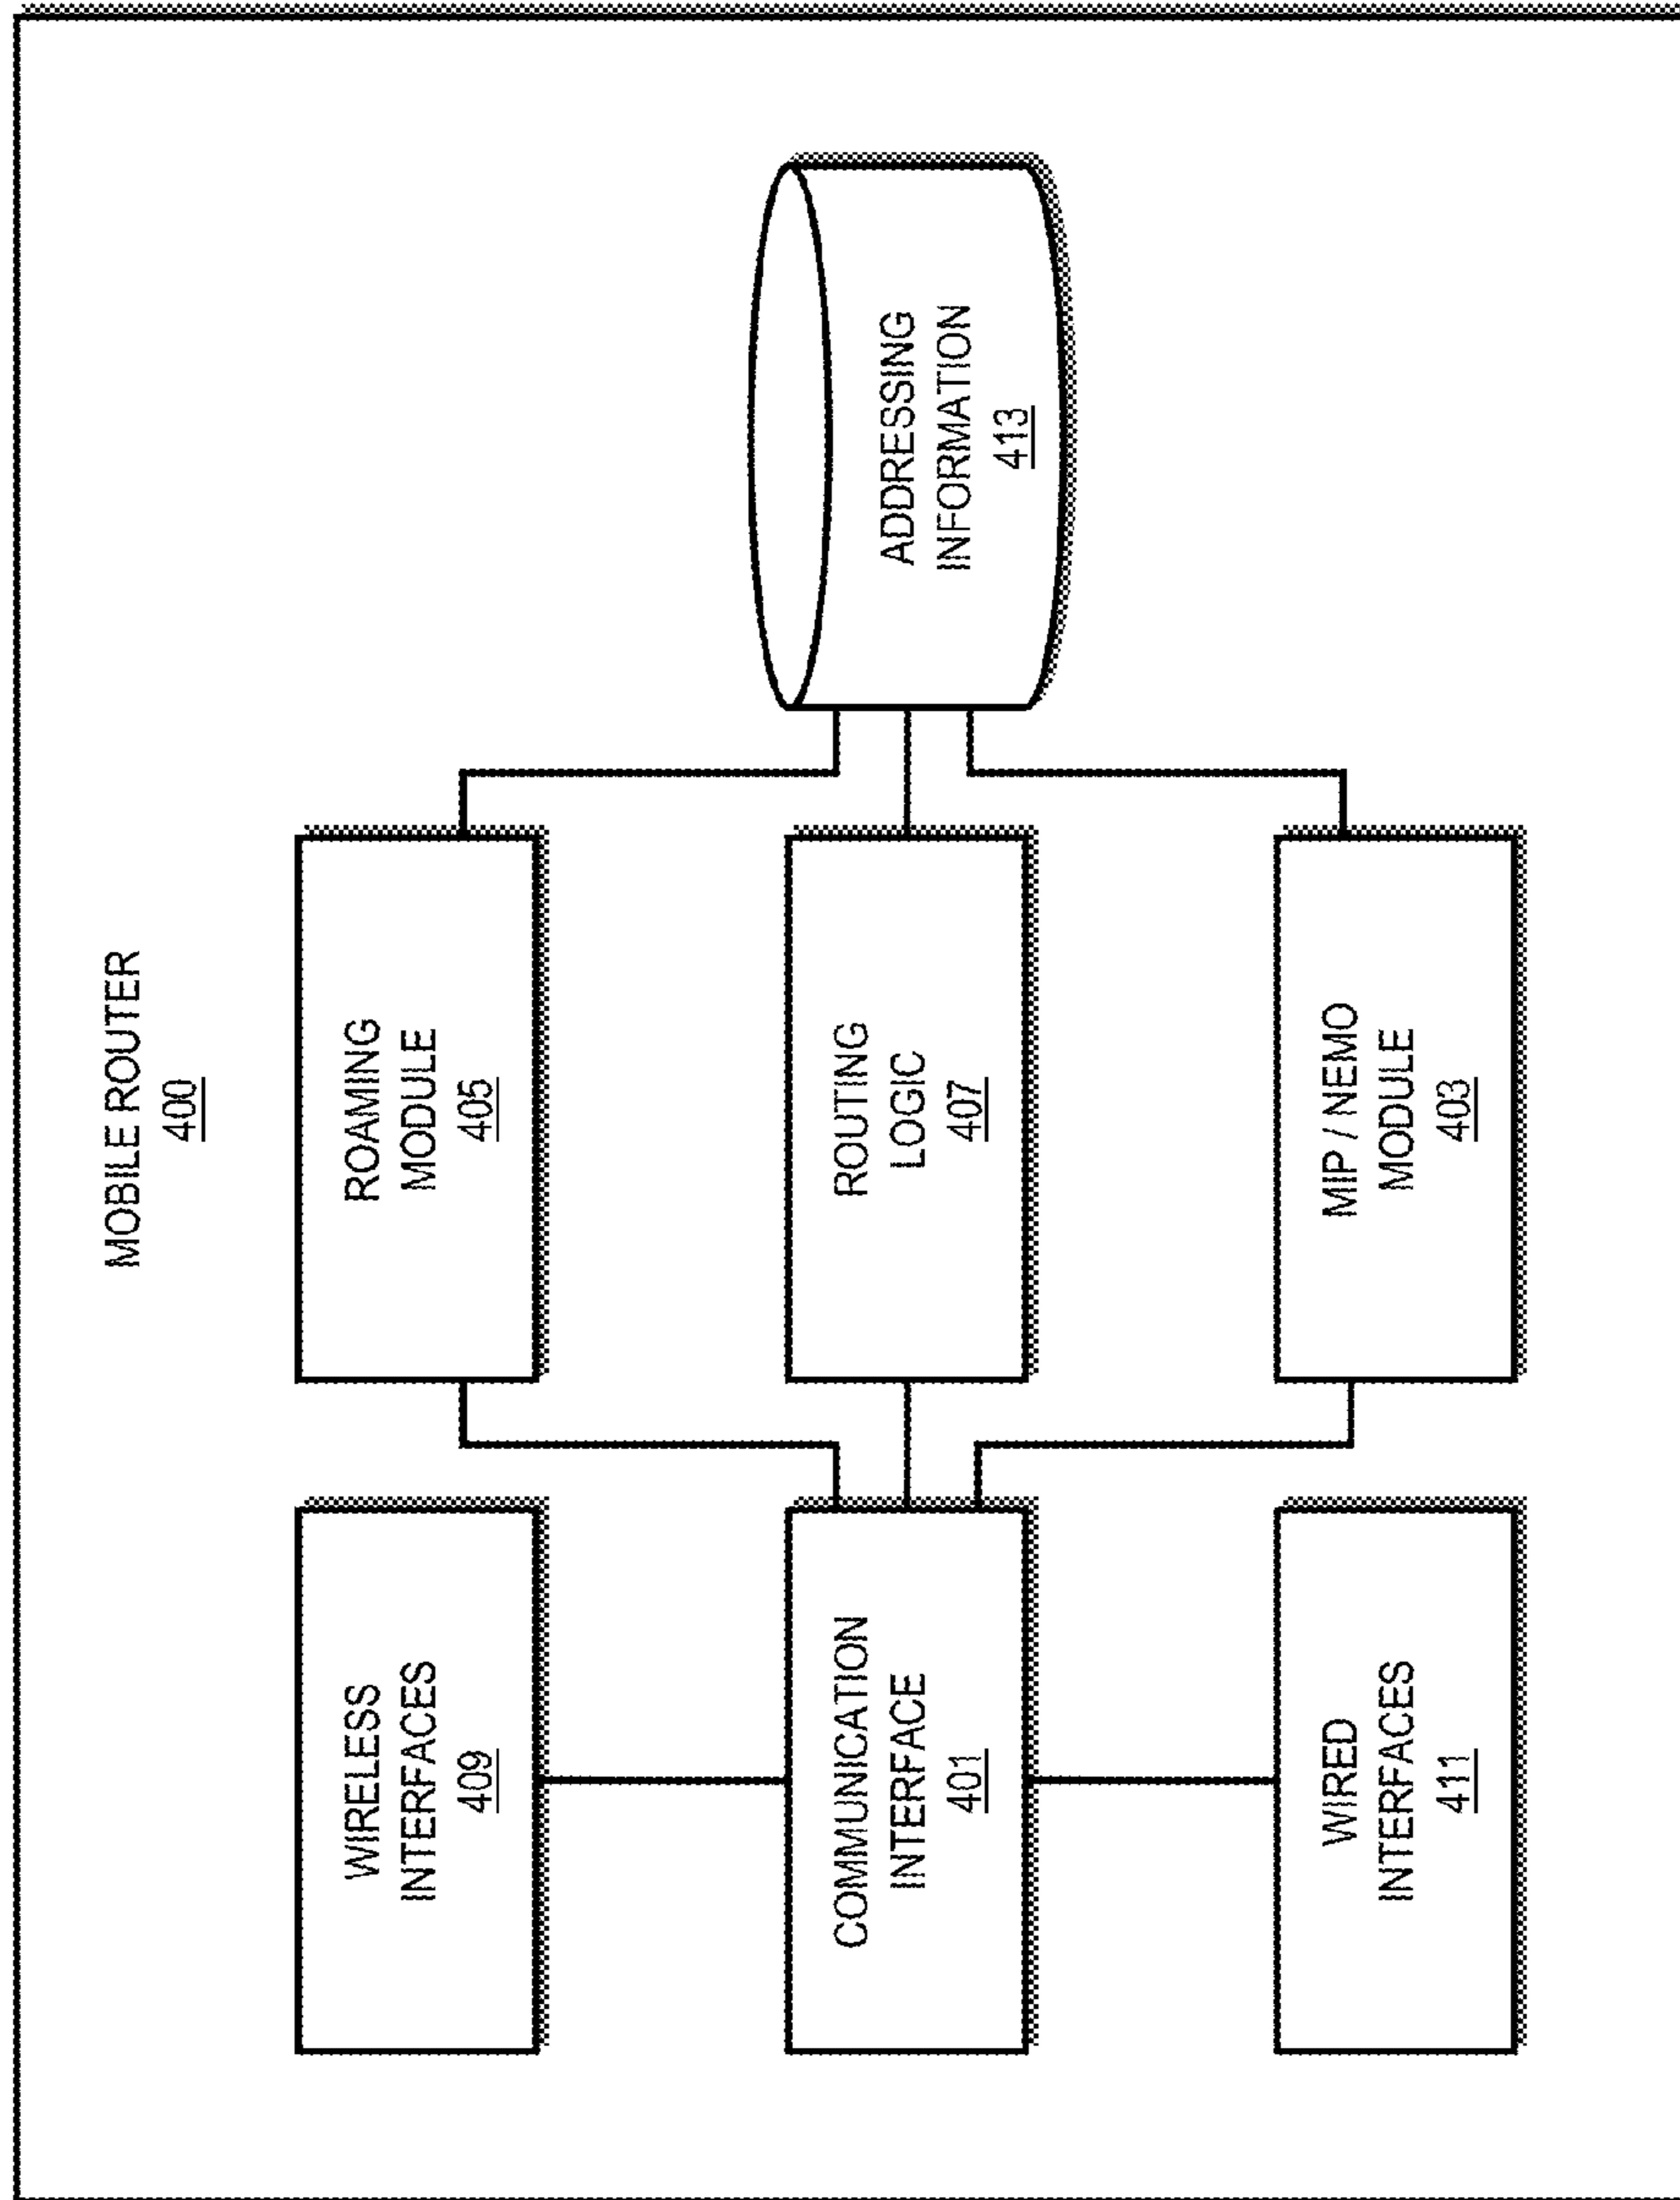 MOBILE ROUTER
400
WIRELESS
INTERFACES
409
ROAMING
MODULE
405
COMMUNICATION
INTERFACE
401
ROUTING
LOGIC
407
ADDRESSING
INFORMATION
413
WIRED
INTERFACES
411
MIP / NEMO
MODULE
403